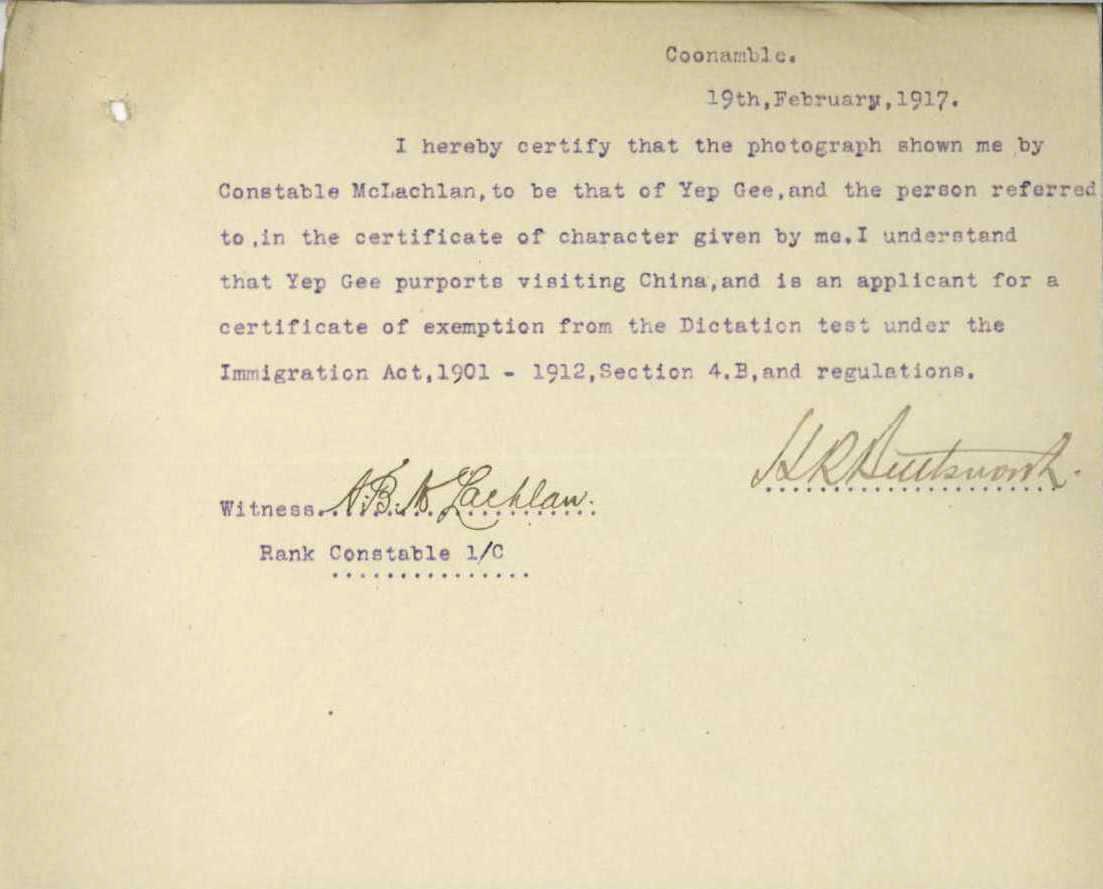 Coonamble.
19th,February,1917.
I hereby certify that the photograph shown me by
Constable McLachlan,to be that of Yep Gee,and the person referred
to,in the certificate of character given by me.I understand
that Yep Gee purports visiting China,and is an applicant for a
certificate of exemption from the Dictation test under the
Immigration Act,1901 - 1912,Section 4.B,and regulations.
H R Buttsworth.
Witness. A.B. McLachlan.
Rank Constable 1/C